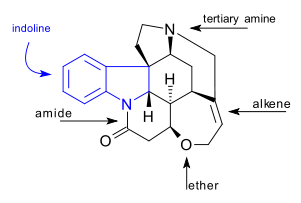 tertiary amine
indoline
N
H
alkene
amide
N
H
H
O
O
ether